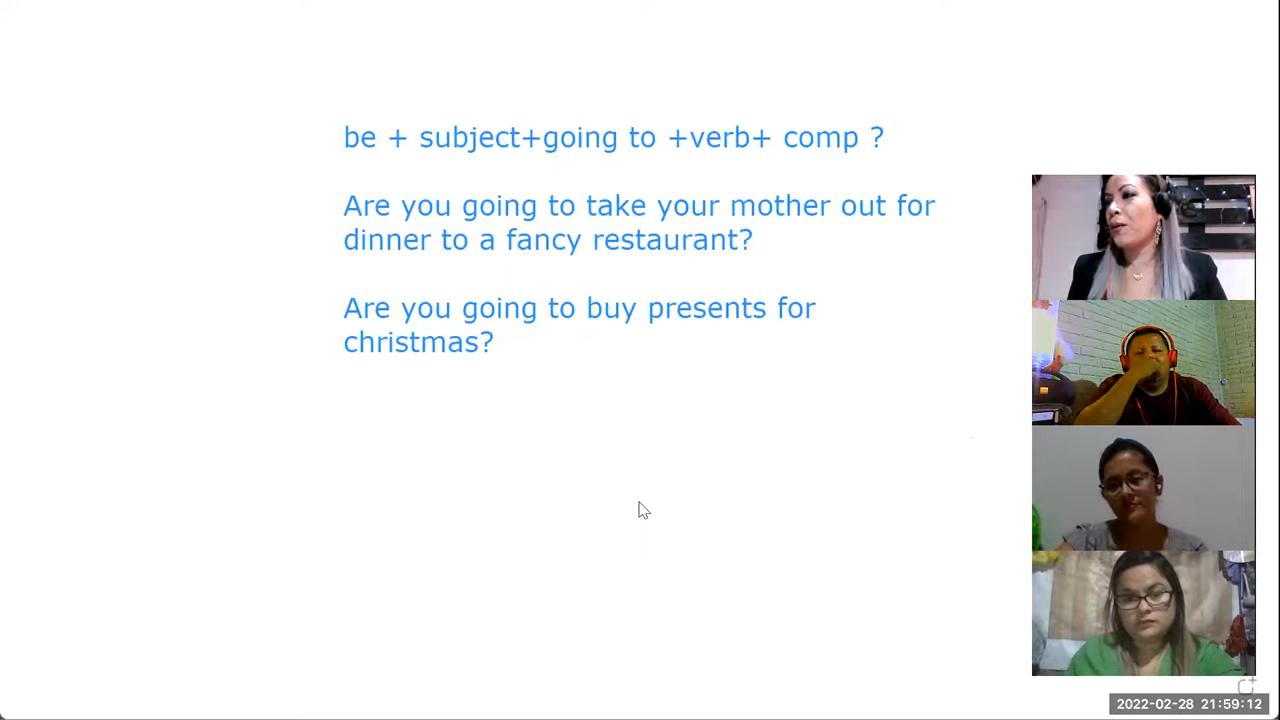 be + subject+going to +verb+ comp ?
Are you going to take your mother out for
dinner to a fancy restaurant?
Are you going to buy presents for
christmas?
2022-02-28 21:59:12